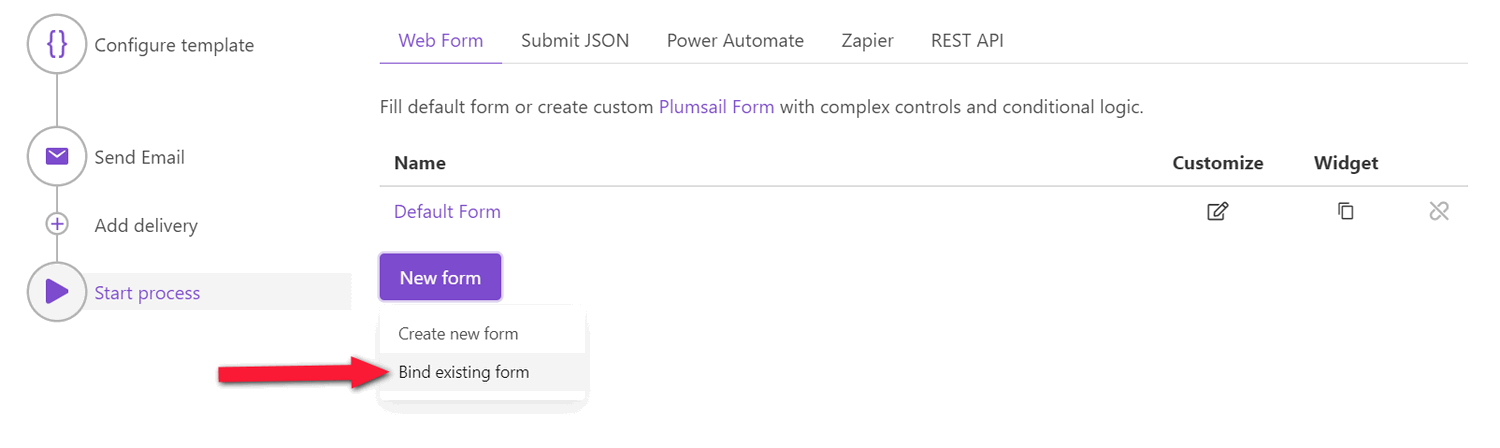 {} Configure template
Send Email
Add delivery
Start process
Web Form Submit JSON Power Automate Zapier REST API
Fill default form or create custom Plumsail Form with complex controls and conditional logic.
Name Customize Widget
Default Form
New form
Create new form
Bind existing form